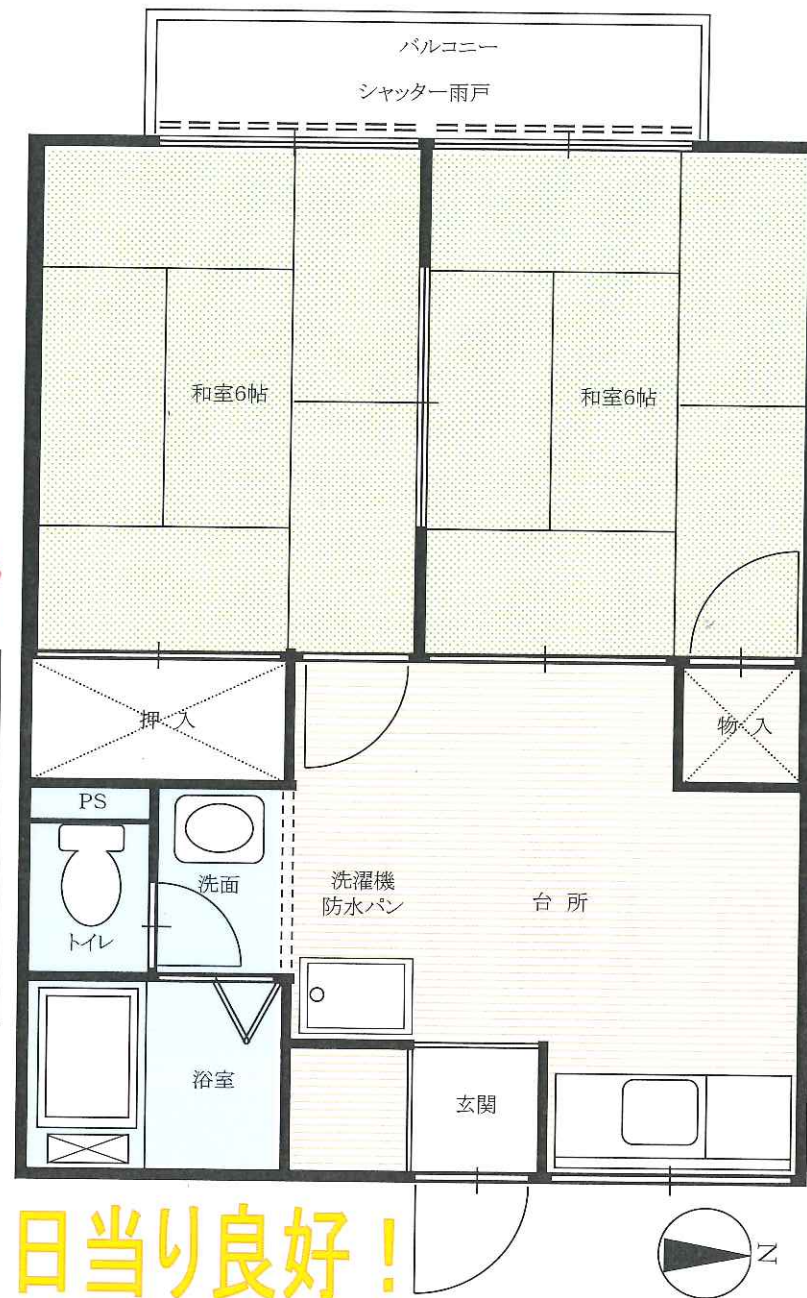 バルコニー
シャッター雨戸
和室6帖
和室6帖
押入
物入
PS
洗面
トイレ
洗濯機
防水パン
台所
浴室
玄関
日当り良好！
N